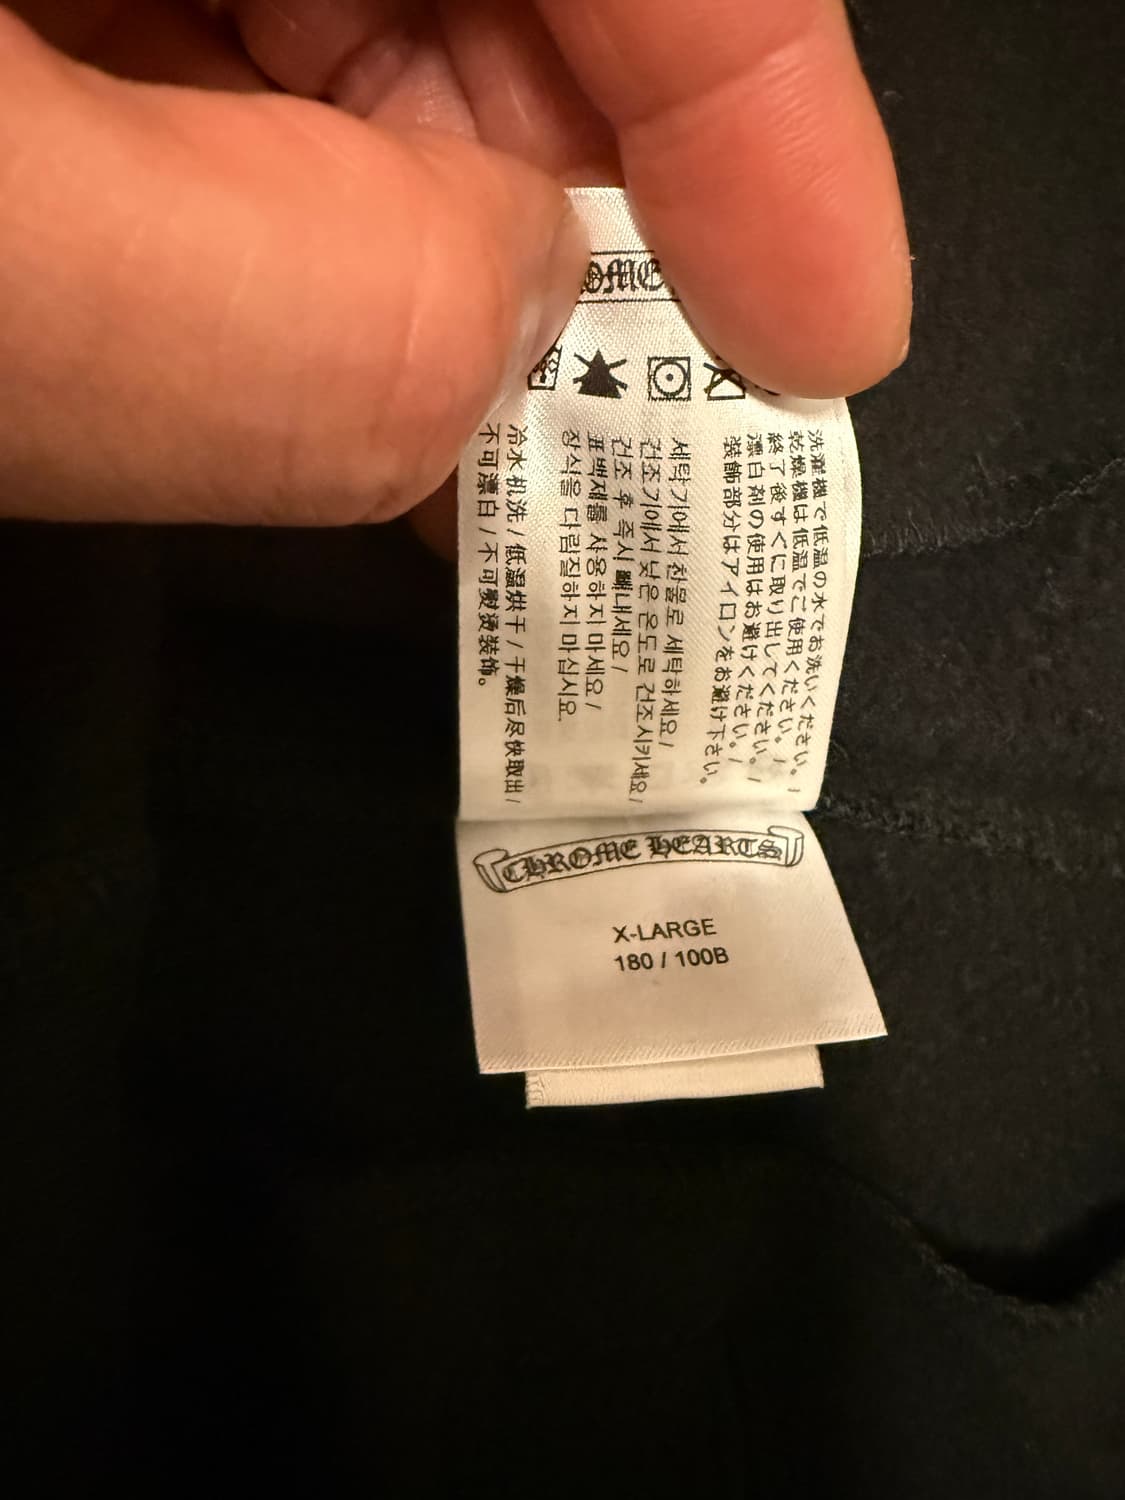 OME
洗濯機で低温の水でお洗いください。/
乾燥機は低温でご使用ください。/
終了後すぐに取り出してください。/
漂白剤の使用はお避けください。/
装飾部分はアイロンをお避け下さい。
세탁기에서 찬물로 세탁하세요 /
건조기에서 낮은 온도로 건조시키세요 /
건조 후 즉시 빼내세요 /
표백제를 사용하지 마세요 /
장식을 다림질하지 마십시요.
冷水机洗 / 低温烘干 / 干燥后尽快取出 /
不可漂白 / 不可熨烫装饰。
CHROME HEARTS
X-LARGE
180 / 100B